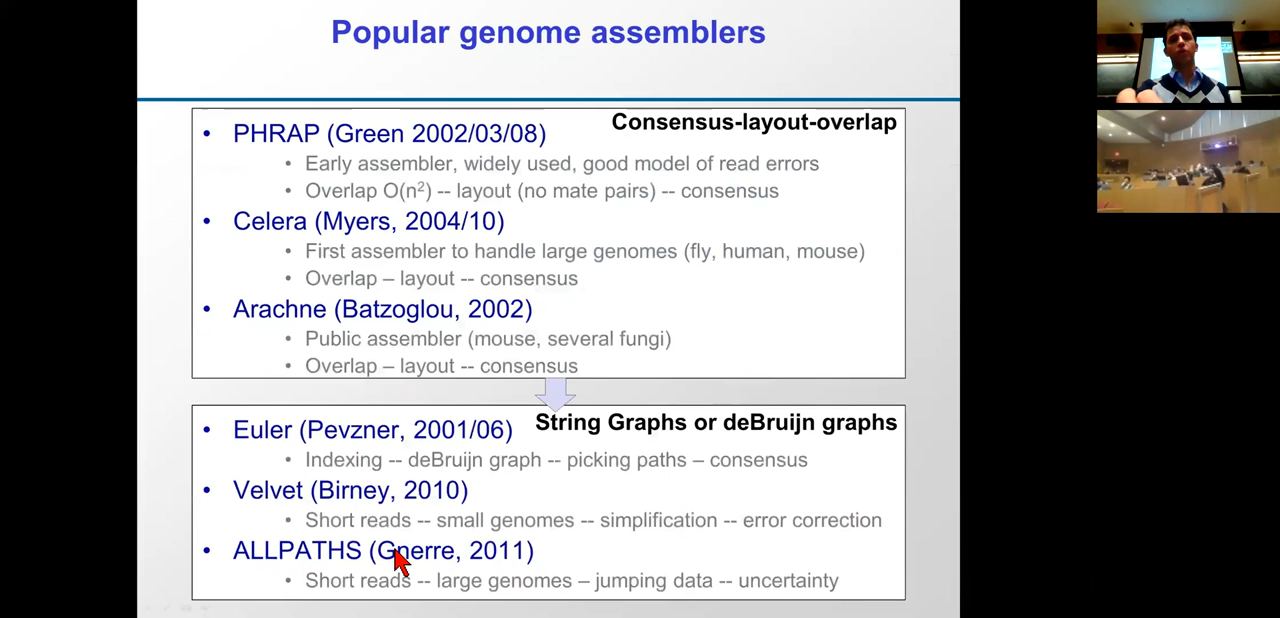 Popular genome assemblers
Consensus-layout-overlap
• PHRAP (Green 2002/03/08)
• Early assembler, widely used, good model of read errors
• Overlap O(n²) -- layout (no mate pairs) -- consensus
• Celera (Myers, 2004/10)
• First assembler to handle large genomes (fly, human, mouse)
• Overlap – layout -- consensus
• Arachne (Batzoglou, 2002)
• Public assembler (mouse, several fungi)
• Overlap – layout -- consensus
String Graphs or deBruijn graphs
• Euler (Pevzner, 2001/06)
• Indexing -- deBruijn graph -- picking paths – consensus
• Velvet (Birney, 2010)
• Short reads -- small genomes -- simplification -- error correction
• ALLPATHS (Gnerre, 2011)
• Short reads -- large genomes – jumping data -- uncertainty